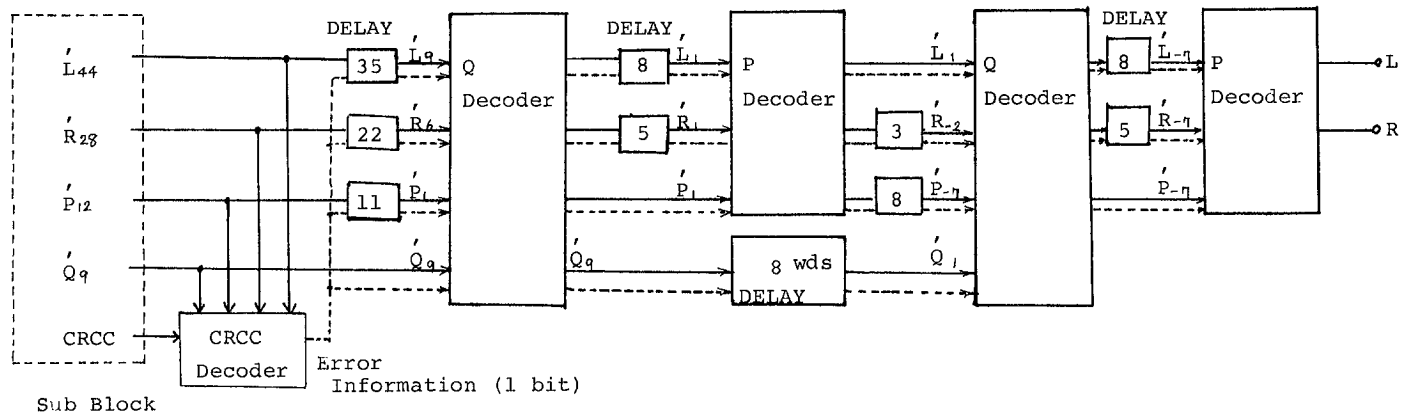 DELAY DELAY DELAY
L′44 35 L′9 Q 8 L′1 P L′1 Q 8 L′-7 P L
Decoder Decoder Decoder Decoder
R′28 22 R′6 5 R′1 3 R′-2 5 R′-7 R
P′12 11 P′1 P′1 8 P′-7 P′-7
Q′9 Q′9 Q′9 8 wds Q′1
DELAY
CRCC CRCC
Decoder Error
Information (1 bit)
Sub Block